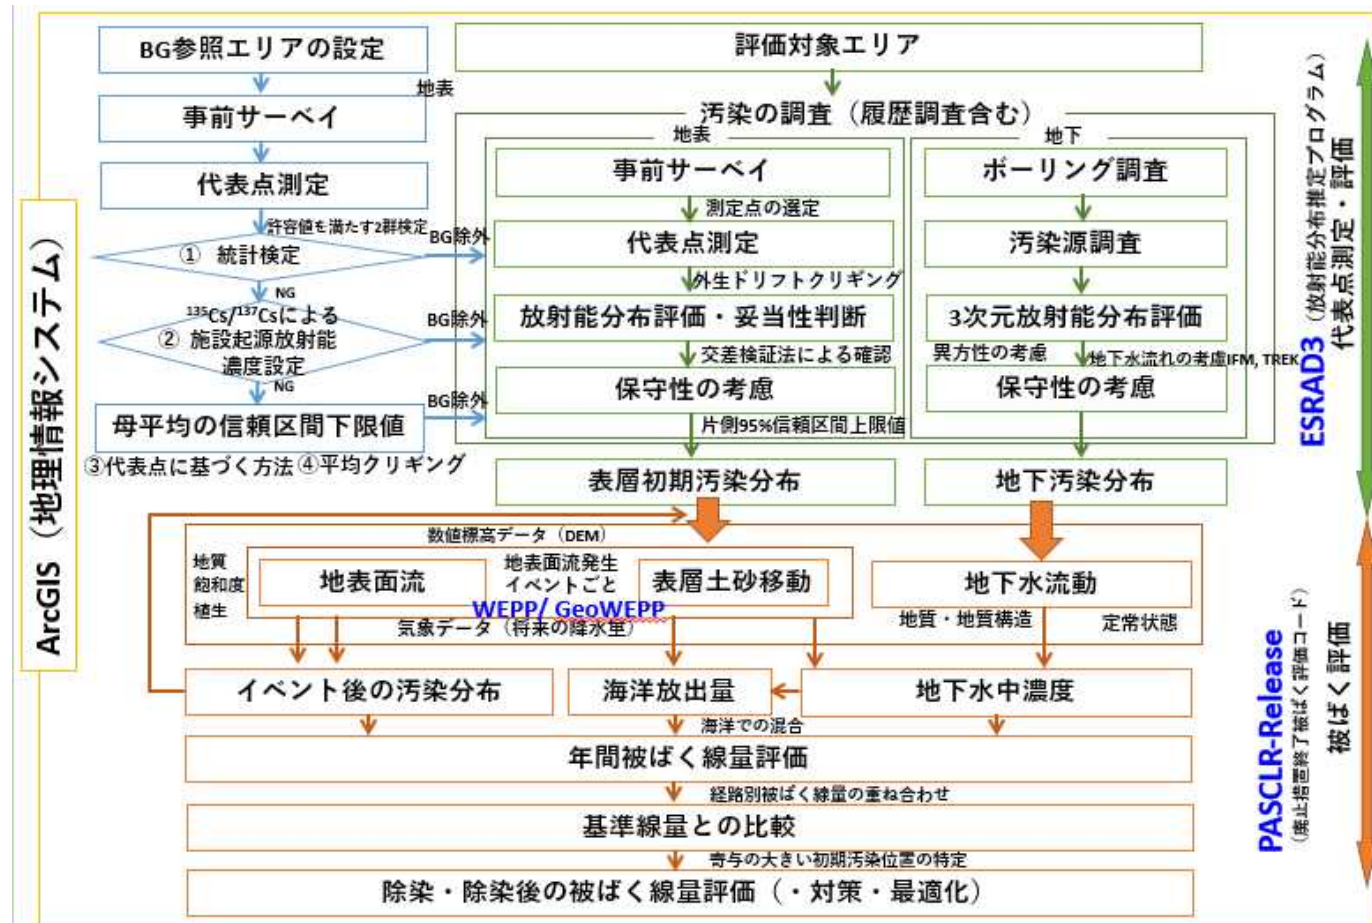 ArcGIS（地理情報システム）
BG参照エリアの設定
地表
事前サーベイ
代表点測定
許容値を満たす2群検定
① 統計検定
BG除外
NG
¹³⁵Cs/¹³⁷Csによる
② 施設起源放射能
濃度設定
BG除外
NG
母平均の信頼区間下限値
BG除外
③代表点に基づく方法 ④平均クリギング
評価対象エリア
汚染の調査（履歴調査含む）
地表
事前サーベイ
測定点の選定
代表点測定
外生ドリフトクリギング
放射能分布評価・妥当性判断
交差検証法による確認
保守性の考慮
片側95%信頼区間上限値
表層初期汚染分布
地下
ボーリング調査
汚染源調査
3次元放射能分布評価
異方性の考慮
地下水流れの考慮IFM, TREK
保守性の考慮
地下汚染分布
ESRAD3（放射能分布推定プログラム）
代表点測定・評価
数値標高データ（DEM）
地質
飽和度
植生
地表面流
地表面流発生
イベントごと
表層土砂移動
WEPP/ GeoWEPP
気象データ（将来の降水量）
地下水流動
地質・地質構造
定常状態
イベント後の汚染分布
海洋放出量
地下水中濃度
海洋での混合
年間被ばく線量評価
経路別被ばく線量の重ね合わせ
基準線量との比較
寄与の大きい初期汚染位置の特定
除染・除染後の被ばく線量評価（・対策・最適化）
PASCLR-Release
（廃止措置終了被ばく評価コード）
被ばく評価